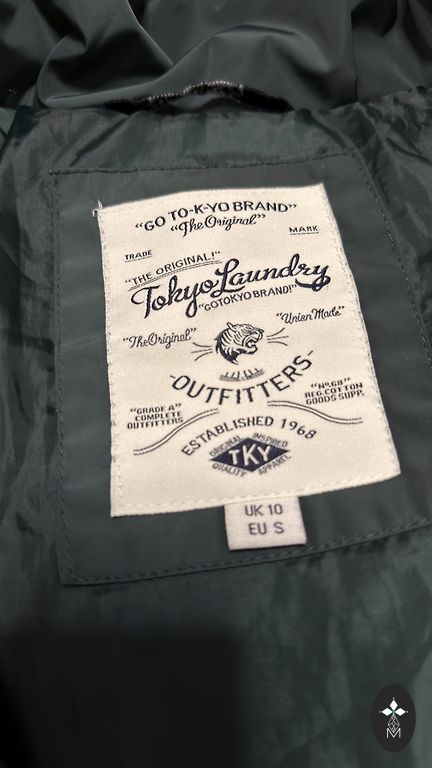 "GO TO-K-YO BRAND"
"The Original"
TRADE
MARK
"THE ORIGINAL!"
Tokyo Laundry
"GOTOKYO BRAND!"
"The Original"
"Union Made"
-OUTFITTERS-
"GRADE A"
COMPLETE
OUTFITTERS
"Nº.68"
REG.COTTON
GOODS SUPP.
ESTABLISHED 1968
ORIGINAL INSPIRED
TKY
QUALITY APPAREL
UK 10
EU S
M